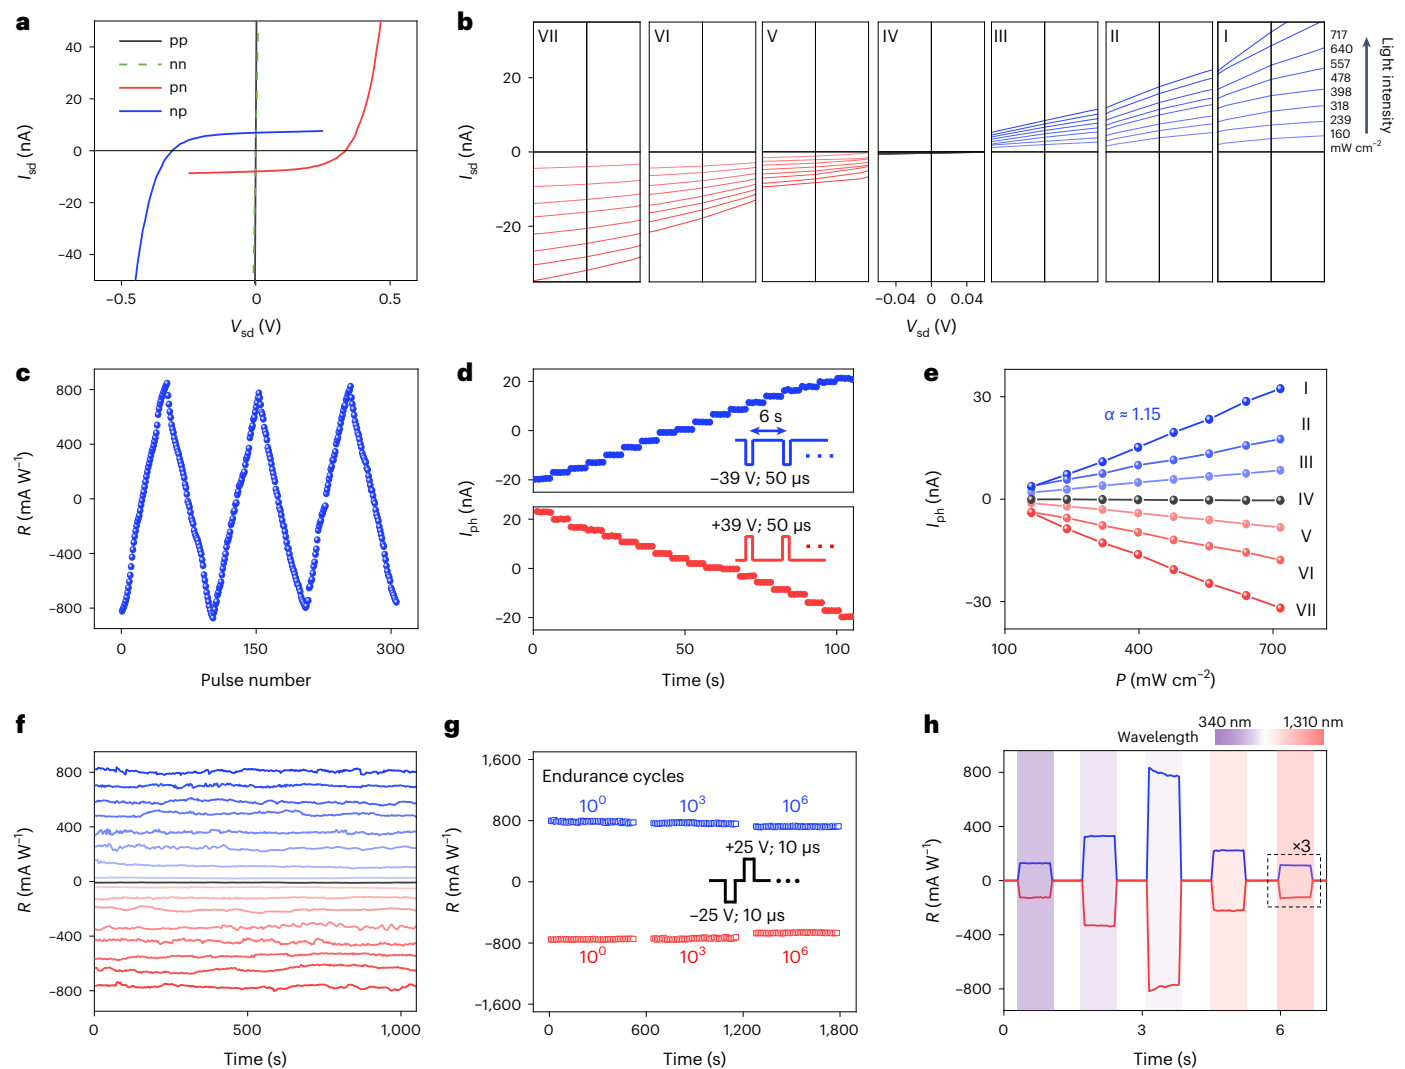 a
40
20
0
−20
−40
−0.5
0
0.5
pp
nn
pn
np
Isd (nA)
Vsd (V)
b
VII
VI
V
IV
III
II
I
20
0
−20
−0.04 0 0.04
Isd (nA)
Vsd (V)
717
640
557
478
398
318
239
160
mW cm−2
Light intensity
c
800
400
0
−400
−800
0
150
300
R (mA W−1)
Pulse number
d
20
0
−20
6 s
−39 V; 50 µs
20
0
−20
+39 V; 50 µs
0
50
100
Iph (nA)
Time (s)
e
30
0
−30
α ≈ 1.15
I
II
III
IV
V
VI
VII
100
400
700
Iph (nA)
P (mW cm−2)
f
800
400
0
−400
−800
0
500
1,000
R (mA W−1)
Time (s)
g
1,600
800
0
−800
−1,600
Endurance cycles
10⁰
10³
10⁶
+25 V; 10 µs
−25 V; 10 µs
10⁰
10³
10⁶
0
600
1,200
1,800
R (mA W−1)
Time (s)
h
340 nm
1,310 nm
Wavelength
800
400
0
−400
−800
×3
0
3
6
R (mA W−1)
Time (s)